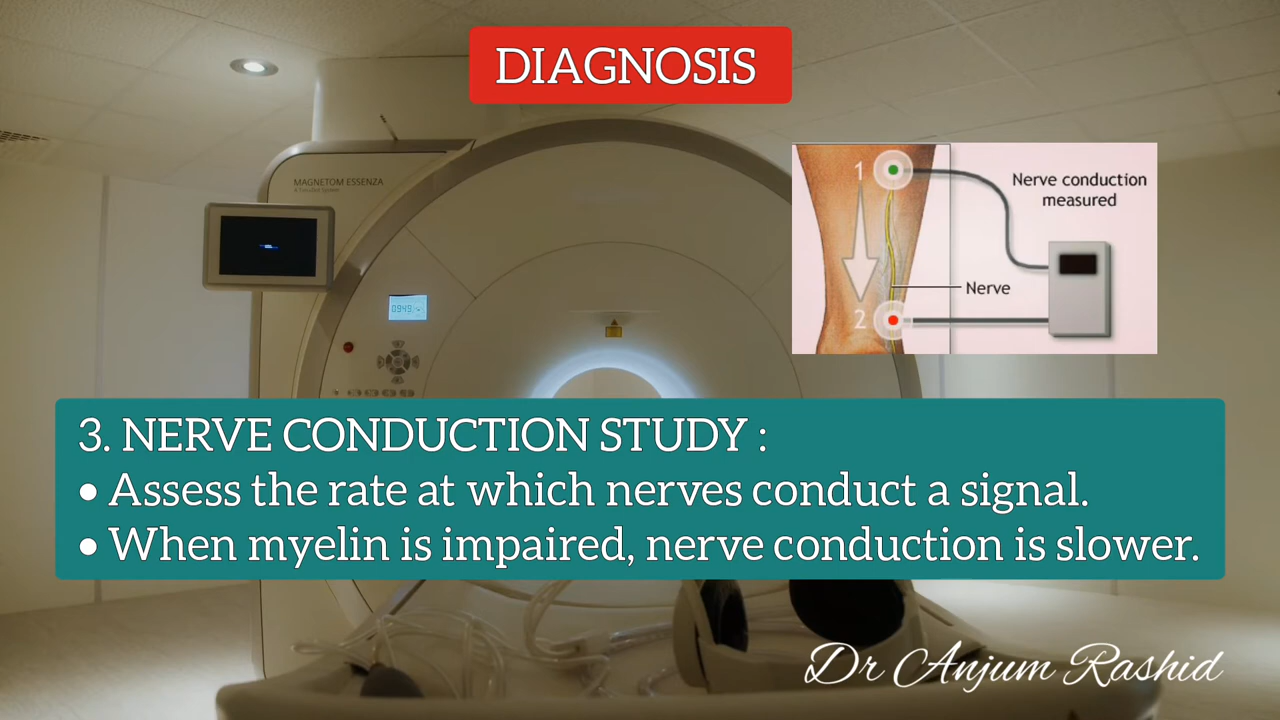 DIAGNOSIS
MAGNETOM ESSENZA
1
Nerve conduction
measured
Nerve
2
3. NERVE CONDUCTION STUDY :
● Assess the rate at which nerves conduct a signal.
● When myelin is impaired, nerve conduction is slower.
Dr Anjum Rashid